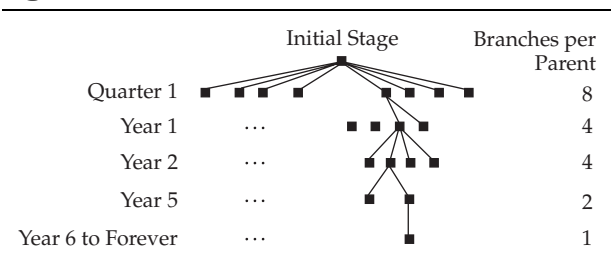 Initial Stage
Branches per
Parent
Quarter 1 8
Year 1 ... 4
Year 2 ... 4
Year 5 ... 2
Year 6 to Forever ... 1